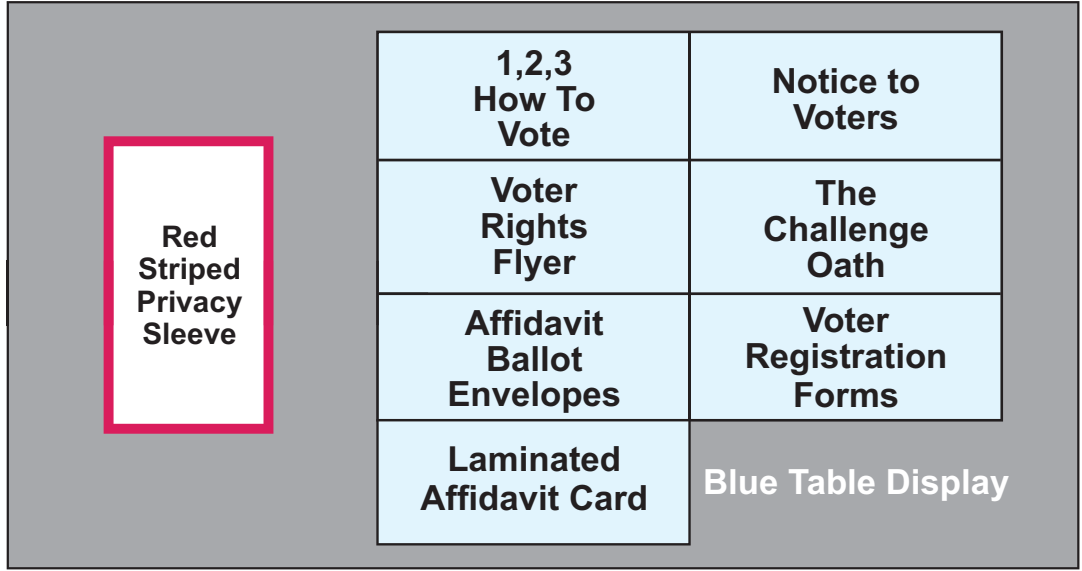 Red
Striped
Privacy
Sleeve
1,2,3
How To
Vote
Notice to
Voters
Voter
Rights
Flyer
The
Challenge
Oath
Affidavit
Ballot
Envelopes
Voter
Registration
Forms
Laminated
Affidavit Card
Blue Table Display